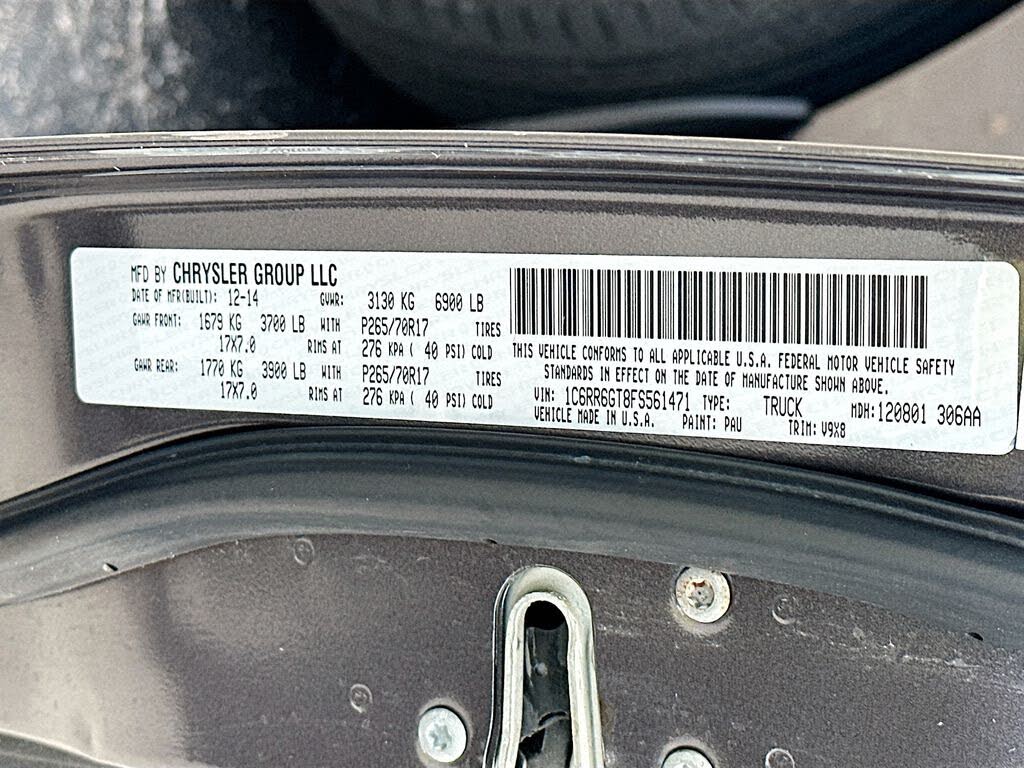 MFD BY CHRYSLER GROUP LLC
DATE OF MFR(BUILT): 12-14 GVWR: 3130 KG 6900 LB
GAWR FRONT: 1679 KG 3700 LB WITH P265/70R17 TIRES
17X7.0 RIMS AT 276 KPA ( 40 PSI) COLD
GAWR REAR: 1770 KG 3900 LB WITH P265/70R17 TIRES
17X7.0 RIMS AT 276 KPA ( 40 PSI) COLD
THIS VEHICLE CONFORMS TO ALL APPLICABLE U.S.A. FEDERAL MOTOR VEHICLE SAFETY
STANDARDS IN EFFECT ON THE DATE OF MANUFACTURE SHOWN ABOVE.
VIN: 1C6RR6GT8FS561471 TYPE: TRUCK MDH: 120801 306AA
VEHICLE MADE IN U.S.A. PAINT: PAU TRIM: V9X8